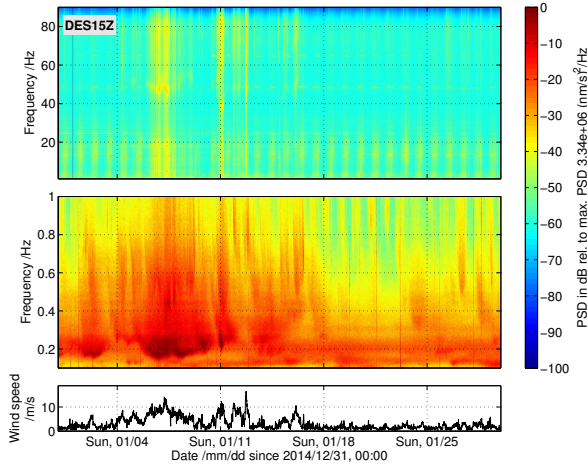 DES15Z
80
60
40
20
Frequency /Hz
1
0.8
0.6
0.4
0.2
Frequency /Hz
10
0
Wind speed
/m/s
Sun, 01/04
Sun, 01/11
Sun, 01/18
Sun, 01/25
Date /mm/dd since 2014/12/31, 00:00
0
−10
−20
−30
−40
−50
−60
−70
−80
−90
−100
PSD in dB rel. to max. PSD 3.34e+06 (nm/s)²/Hz